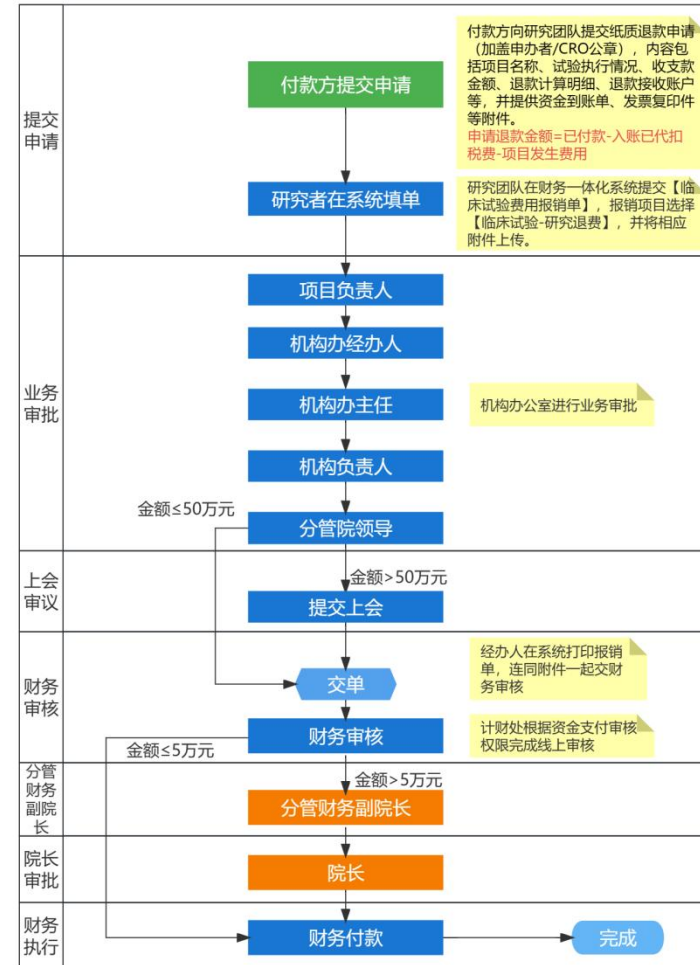 提交
申请
付款方提交申请
付款方向研究团队提交纸质退款申请
（加盖申办者/CRO公章），内容包
括项目名称、试验执行情况、收支款
金额、退款计算明细、退款接收账户
等，并提供资金到账单、发票复印件
等附件。
申请退款金额=已付款-入账已代扣
税费-项目发生费用
研究者在系统填单
研究团队在财务一体化系统提交【临
床试验费用报销单】，报销项目选择
【临床试验-研究退费】，并将相应
附件上传。
业务
审批
项目负责人
机构办经办人
机构办主任
机构办公室进行业务审批
机构负责人
金额≤50万元
分管院领导
上会
审议
金额>50万元
提交上会
财务
审核
交单
经办人在系统打印报销
单，连同附件一起交财
务审核
财务审核
计财处根据资金支付审核
权限完成线上审核
金额≤5万元
分管
财务
副院
长
金额>5万元
分管财务副院长
院长
审批
院长
财务
执行
财务付款
完成